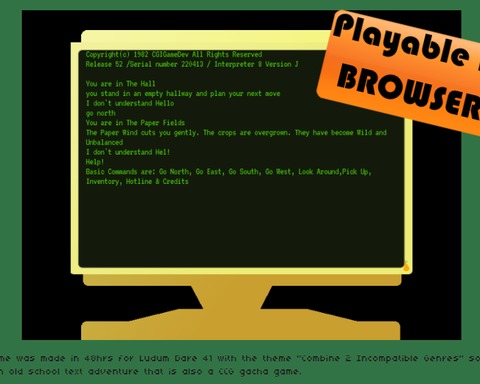 Playable
BROWSER
Copyright(c) 1982 CGIGameDev All Rights Reserved
Release 52 /Serial number 220413 / Interpreter 8 Version J
You are in The Hall
you stand in an empty hallway and plan your next move
I don't understand Hello
go north
You are in The Paper Fields
The Paper Wind cuts you gently. The crops are overgrown. They have become Wild and
Unbalanced
I don't understand Hel!
Help!
Basic Commands are: Go North, Go East, Go South, Go West, Look Around,Pick Up,
Inventory, Hotline & Credits
me was made in 48hrs for Ludum Dare 41 with the theme "Combine 2 Incompatible Genres" so
n old school text adventure that is also a CCG gacha game.